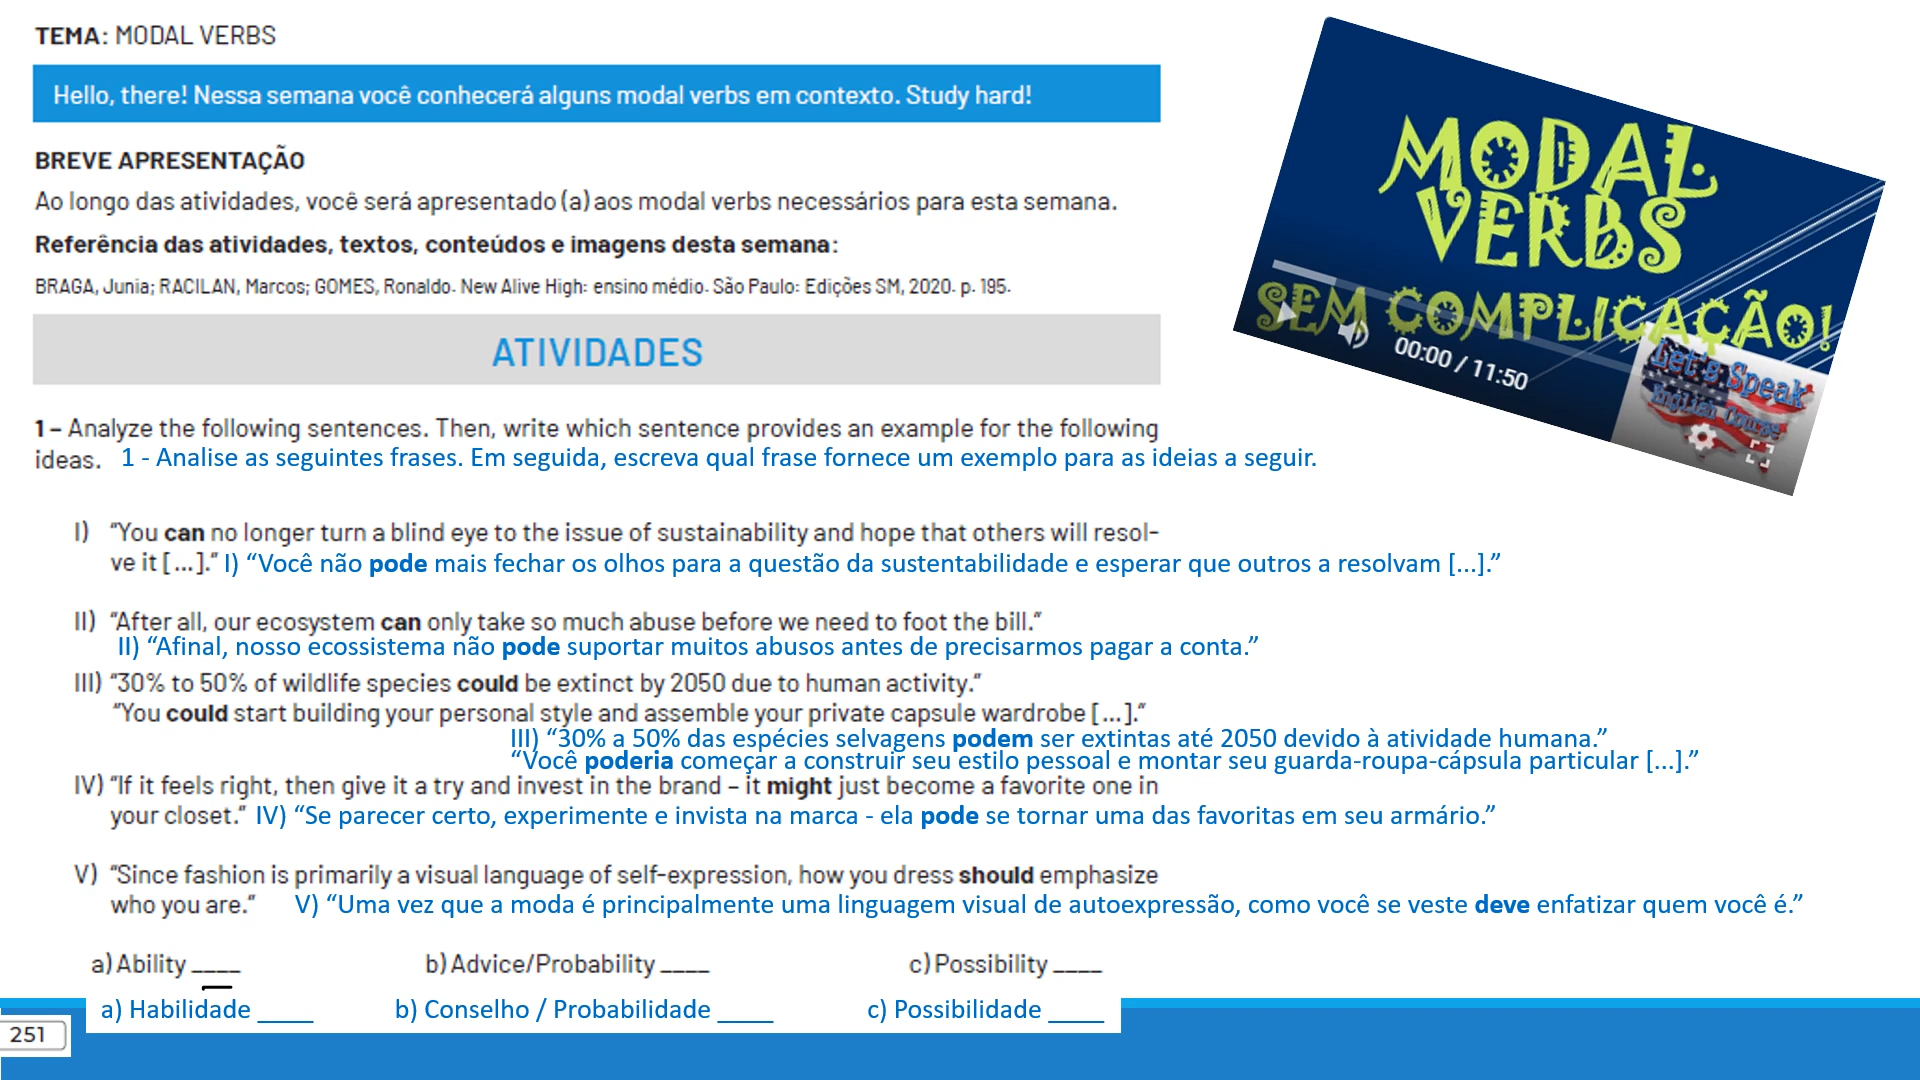 TEMA: MODAL VERBS
Hello, there! Nessa semana você conhecerá alguns modal verbs em contexto. Study hard!
BREVE APRESENTAÇÃO
Ao longo das atividades, você será apresentado (a) aos modal verbs necessários para esta semana.
Referência das atividades, textos, conteúdos e imagens desta semana:
BRAGA, Junia; RACILAN, Marcos; GOMES, Ronaldo. New Alive High: ensino médio. São Paulo: Edições SM, 2020. p. 195.
MODAL
VERBS
SEM COMPLICAÇÃO!
00:00 / 11:50
Let's Speak
English Course
ATIVIDADES
1 – Analyze the following sentences. Then, write which sentence provides an example for the following
ideas.
1 - Analise as seguintes frases. Em seguida, escreva qual frase fornece um exemplo para as ideias a seguir.
I) “You can no longer turn a blind eye to the issue of sustainability and hope that others will resol-
ve it [...].”
I) “Você não pode mais fechar os olhos para a questão da sustentabilidade e esperar que outros a resolvam [...].”
II) “After all, our ecosystem can only take so much abuse before we need to foot the bill.”
II) “Afinal, nosso ecossistema não pode suportar muitos abusos antes de precisarmos pagar a conta.”
III) “30% to 50% of wildlife species could be extinct by 2050 due to human activity.”
“You could start building your personal style and assemble your private capsule wardrobe [...].”
III) “30% a 50% das espécies selvagens podem ser extintas até 2050 devido à atividade humana.”
“Você poderia começar a construir seu estilo pessoal e montar seu guarda-roupa-cápsula particular [...].”
IV) “If it feels right, then give it a try and invest in the brand – it might just become a favorite one in
your closet.”
IV) “Se parecer certo, experimente e invista na marca - ela pode se tornar uma das favoritas em seu armário.”
V) “Since fashion is primarily a visual language of self-expression, how you dress should emphasize
who you are.”
V) “Uma vez que a moda é principalmente uma linguagem visual de autoexpressão, como você se veste deve enfatizar quem você é.”
a) Ability ____ b) Advice/Probability ____ c) Possibility ____
a) Habilidade ____ b) Conselho / Probabilidade ____ c) Possibilidade ____
251